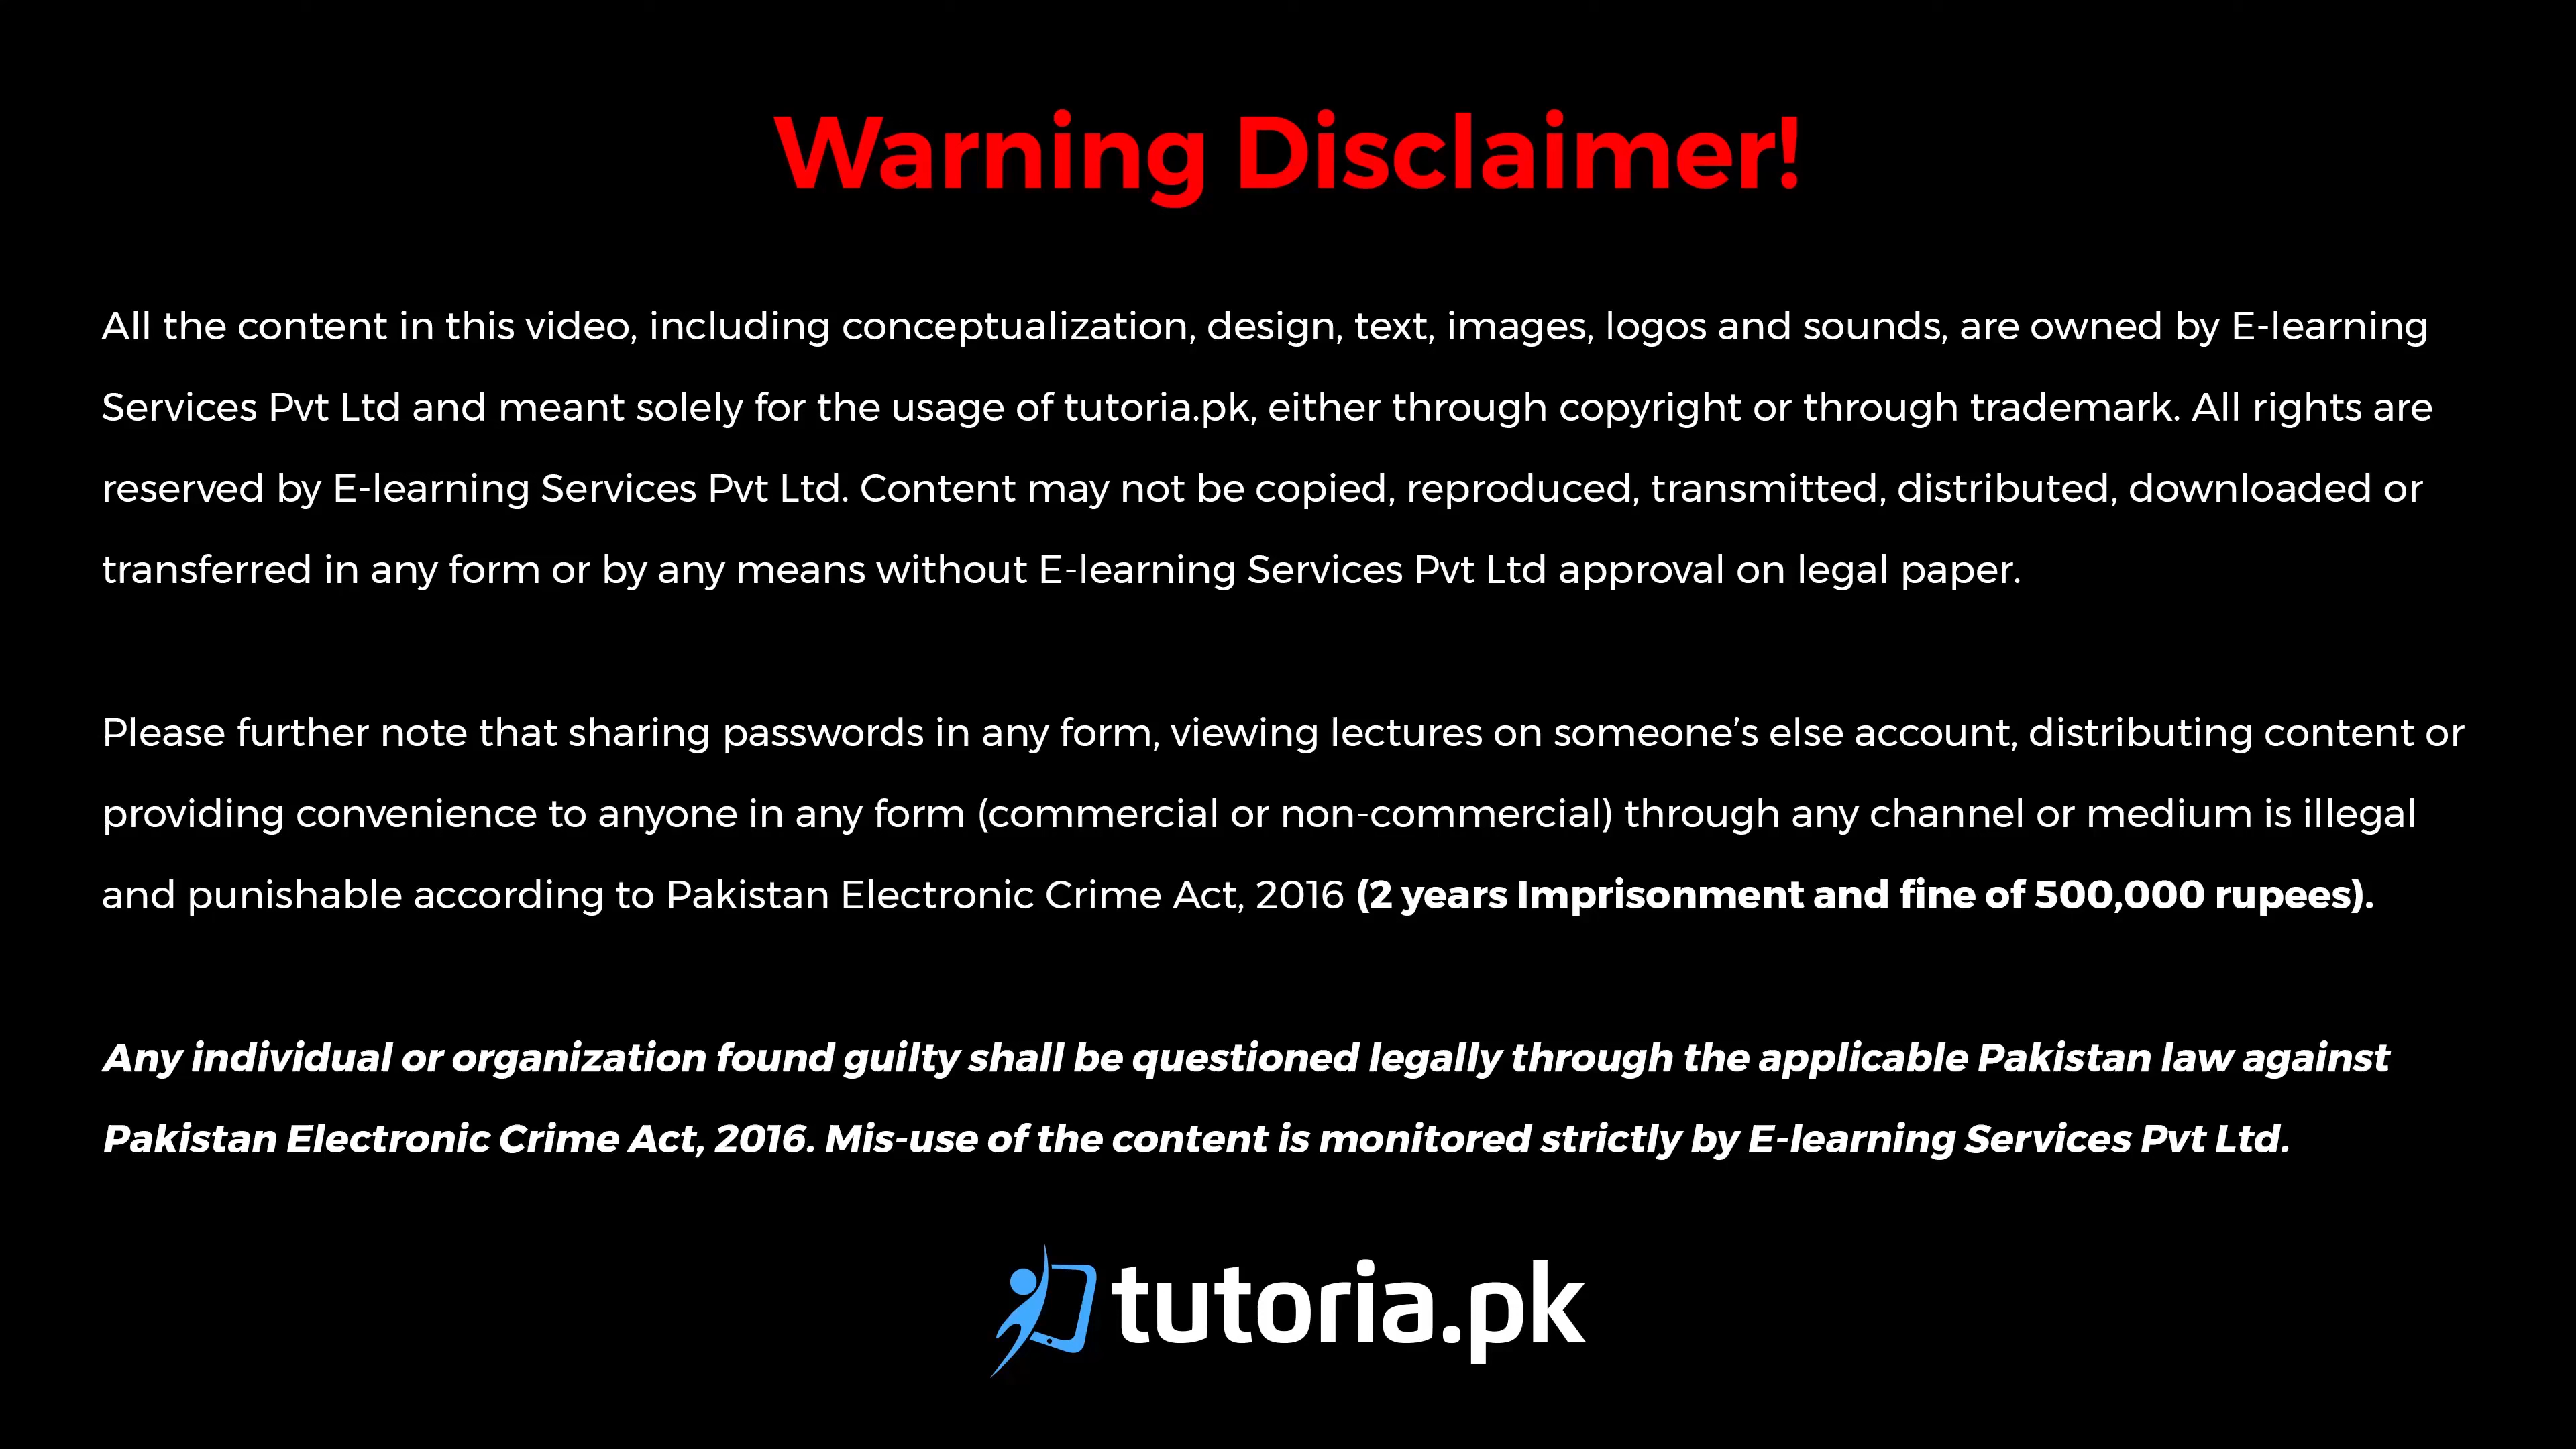 Warning Disclaimer!
All the content in this video, including conceptualization, design, text, images, logos and sounds, are owned by E-learning
Services Pvt Ltd and meant solely for the usage of tutoria.pk, either through copyright or through trademark. All rights are
reserved by E-learning Services Pvt Ltd. Content may not be copied, reproduced, transmitted, distributed, downloaded or
transferred in any form or by any means without E-learning Services Pvt Ltd approval on legal paper.
Please further note that sharing passwords in any form, viewing lectures on someone’s else account, distributing content or
providing convenience to anyone in any form (commercial or non-commercial) through any channel or medium is illegal
and punishable according to Pakistan Electronic Crime Act, 2016 (2 years Imprisonment and fine of 500,000 rupees).
Any individual or organization found guilty shall be questioned legally through the applicable Pakistan law against
Pakistan Electronic Crime Act, 2016. Mis-use of the content is monitored strictly by E-learning Services Pvt Ltd.
tutoria.pk